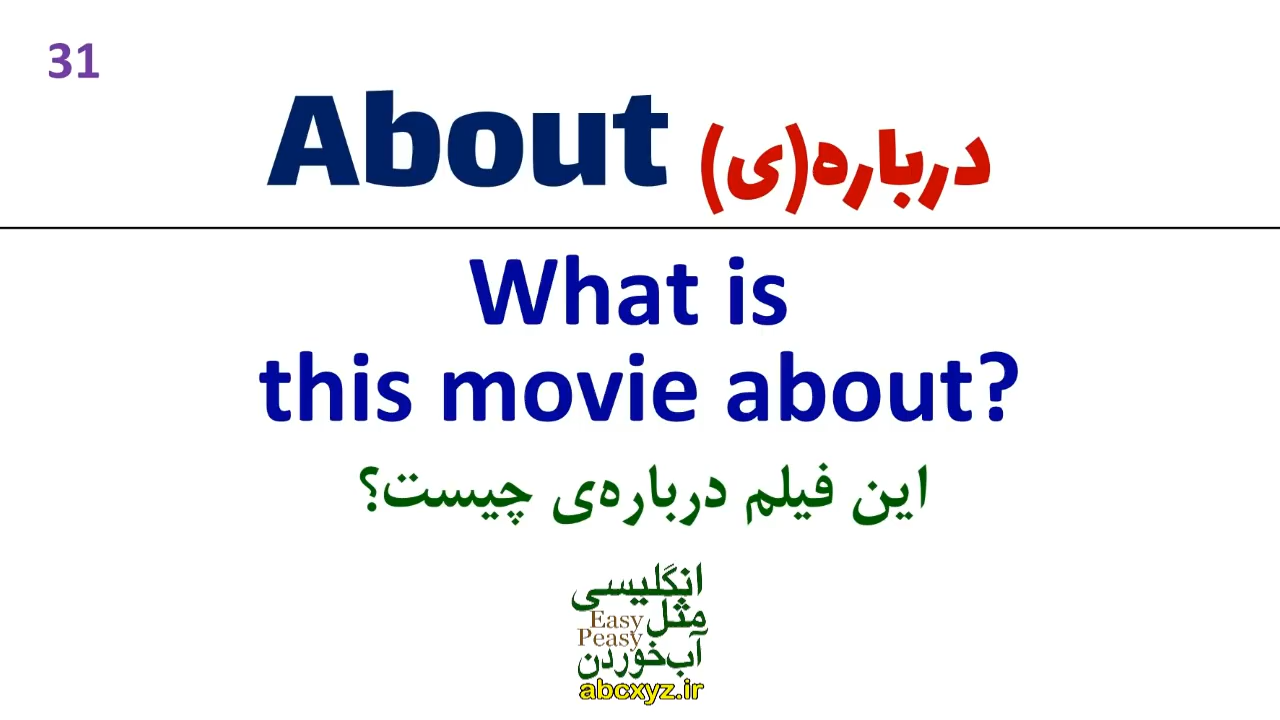 31
About درباره(ی)
What is
this movie about?
این فیلم درباره‌ی چیست؟
انگلیسی
مثل Easy
Peasy
آب‌خوردن
abcxyz.ir